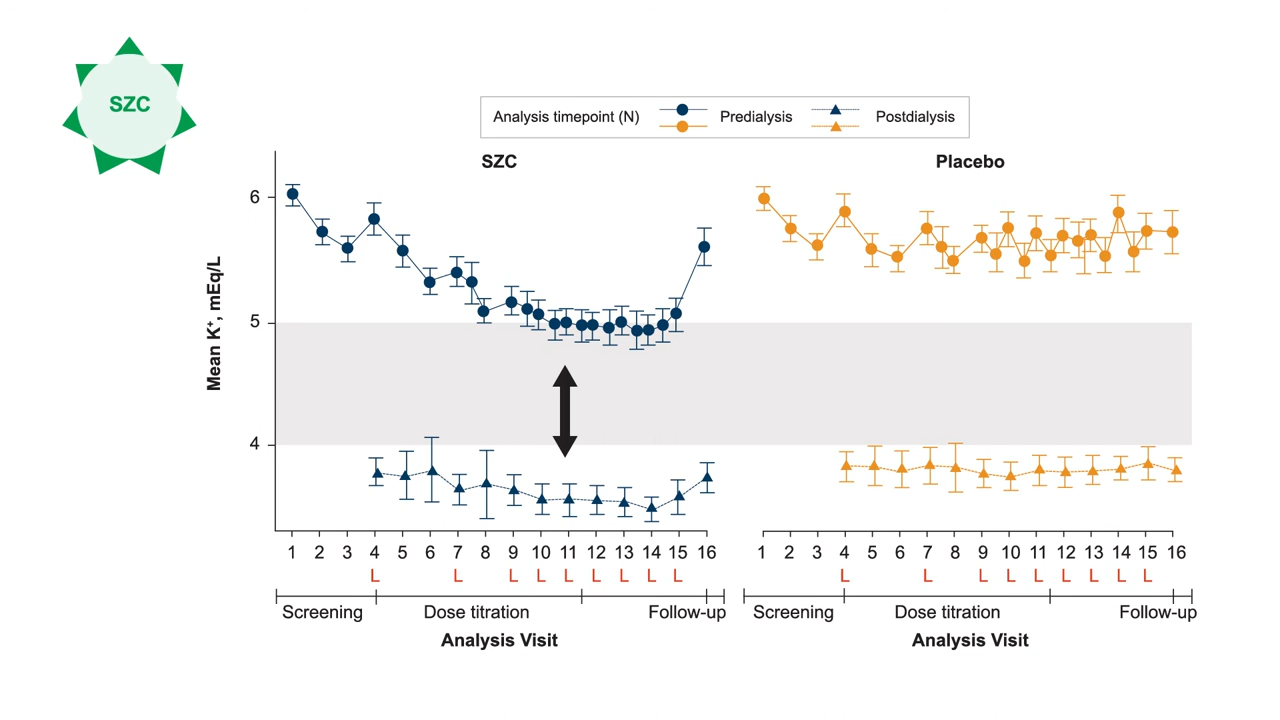 SZC
Analysis timepoint (N) Predialysis Postdialysis
SZC
Placebo
Mean K⁺, mEq/L
6
5
4
1 2 3 4 5 6 7 8 9 10 11 12 13 14 15 16
L L L L L L L L L
Screening Dose titration Follow-up
Analysis Visit
1 2 3 4 5 6 7 8 9 10 11 12 13 14 15 16
L L L L L L L L L
Screening Dose titration Follow-up
Analysis Visit